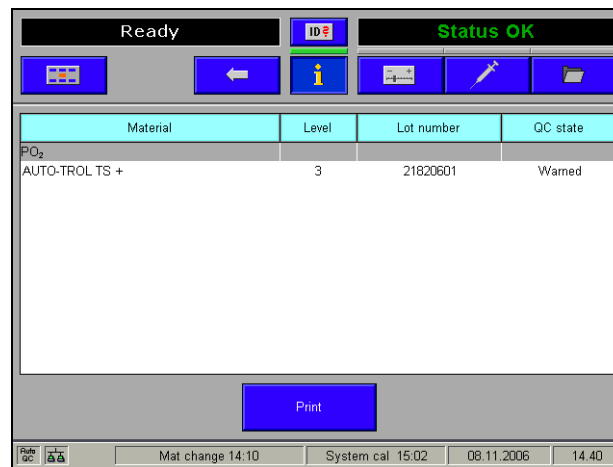 Ready
ID?
Status OK
i
Material Level Lot number QC state
PO₂
AUTO-TROL TS + 3 21820601 Warned
Print
Auto QC Mat change 14:10 System cal 15:02 08.11.2006 14.40